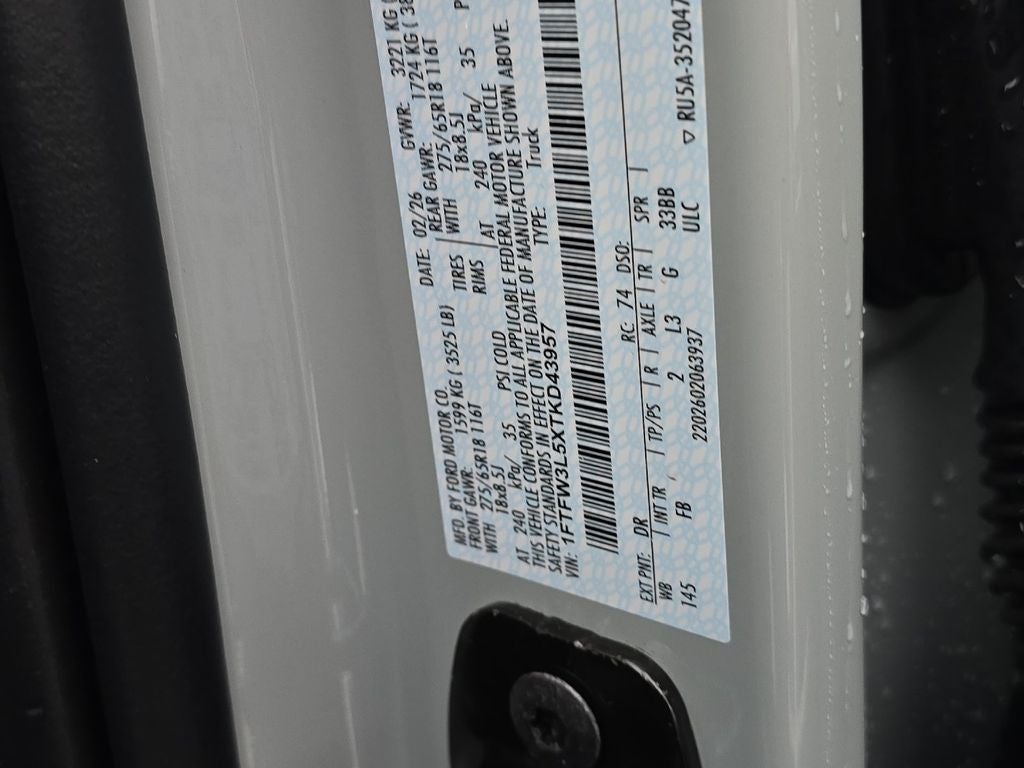 MFD. BY FORD MOTOR CO.
DATE: 02/26
GVWR: 3221 KG (
FRONT GAWR: 1599 KG ( 3525 LB)
REAR GAWR: 1724 KG ( 38
WITH 275/65R18 116T
TIRES WITH 275/65R18 116T
18x8.5J
RIMS 18x8.5J
AT 240 kPa/ 35 PSI COLD
AT 240 kPa/ 35 P
THIS VEHICLE CONFORMS TO ALL APPLICABLE FEDERAL MOTOR VEHICLE
SAFETY STANDARDS IN EFFECT ON THE DATE OF MANUFACTURE SHOWN ABOVE.
VIN: 1FTFW3L5XTKD43957
TYPE: Truck
EXT PNT: DR
RC: 74 DSO:
WB | INT TR | TP/PS | R | AXLE | TR | SPR |
145 FB 2 L3 G 33BB
2202602063937 ULC
▽ RU5A-352047